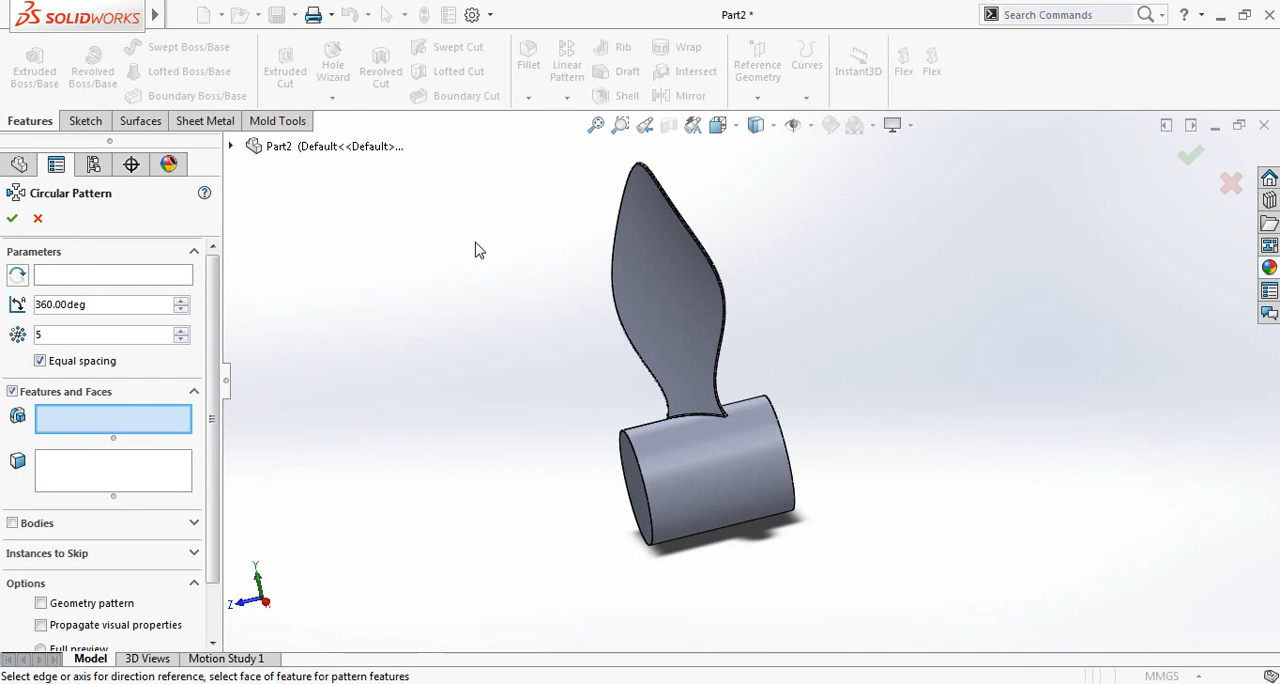 SOLIDWORKS
Part2 *
Search Commands
Extruded Boss/Base
Revolved Boss/Base
Swept Boss/Base
Lofted Boss/Base
Boundary Boss/Base
Extruded Cut
Hole Wizard
Revolved Cut
Swept Cut
Lofted Cut
Boundary Cut
Fillet
Linear Pattern
Rib
Draft
Shell
Wrap
Intersect
Mirror
Reference Geometry
Curves
Instant3D
Flex
Flex
Features
Sketch
Surfaces
Sheet Metal
Mold Tools
Part2 (Default<<Default>...
Circular Pattern
Parameters
360.00deg
5
Equal spacing
Features and Faces
Bodies
Instances to Skip
Options
Geometry pattern
Propagate visual properties
Full preview
Y
Z
Model
3D Views
Motion Study 1
Select edge or axis for direction reference, select face of feature for pattern features
MMGS